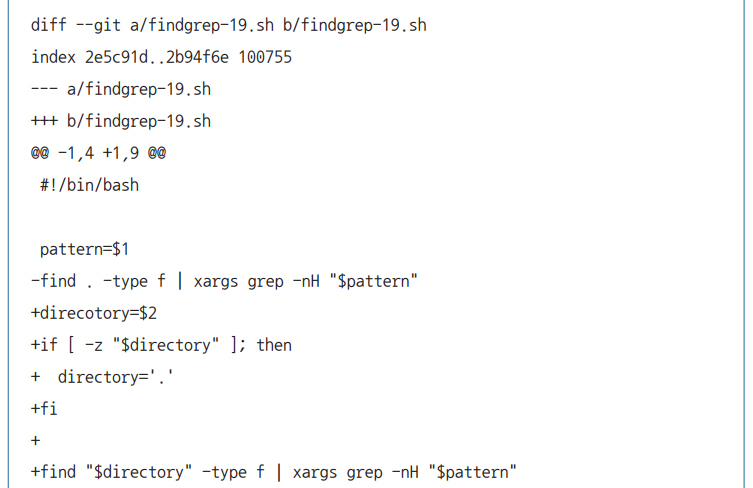 diff --git a/findgrep-19.sh b/findgrep-19.sh
index 2e5c91d..2b94f6e 100755
--- a/findgrep-19.sh
+++ b/findgrep-19.sh
@@ -1,4 +1,9 @@
 #!/bin/bash

 pattern=$1
-find . -type f | xargs grep -nH "$pattern"
+direcotory=$2
+if [ -z "$directory" ]; then
+  directory='.'
+fi
+
+find "$directory" -type f | xargs grep -nH "$pattern"